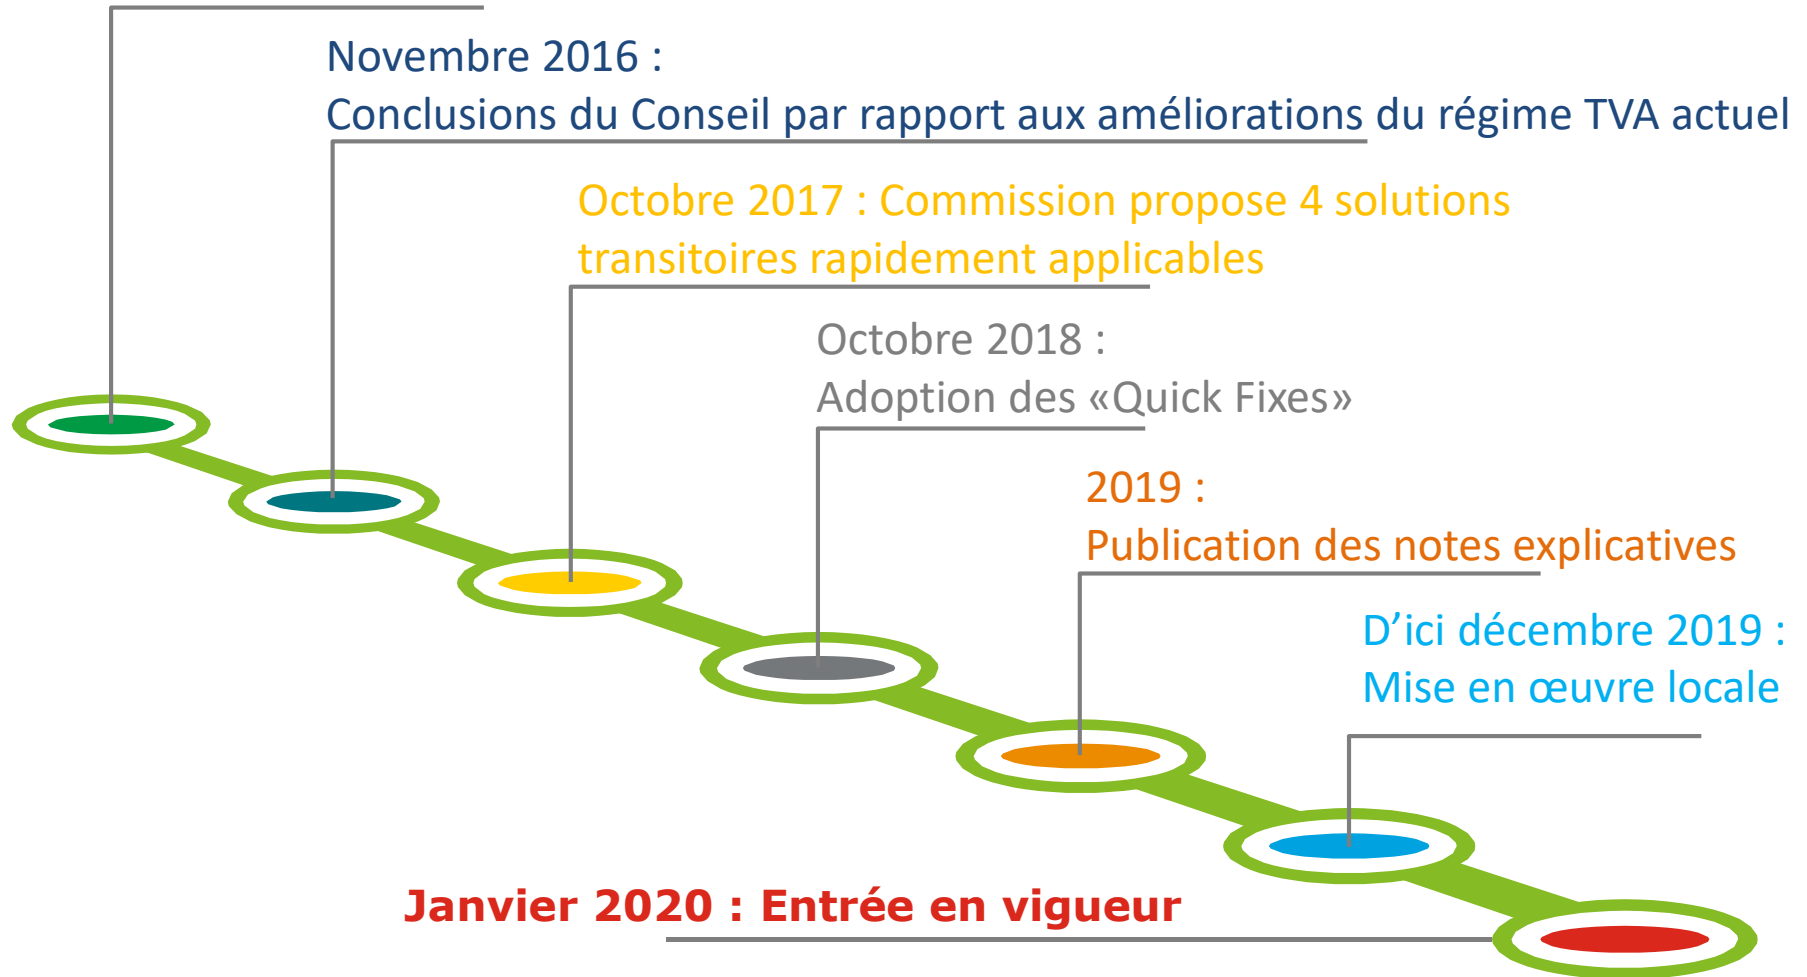 Novembre 2016 :
Conclusions du Conseil par rapport aux améliorations du régime TVA actuel
Octobre 2017 : Commission propose 4 solutions
transitoires rapidement applicables
Octobre 2018 :
Adoption des «Quick Fixes»
2019 :
Publication des notes explicatives
D’ici décembre 2019 :
Mise en œuvre locale
Janvier 2020 : Entrée en vigueur